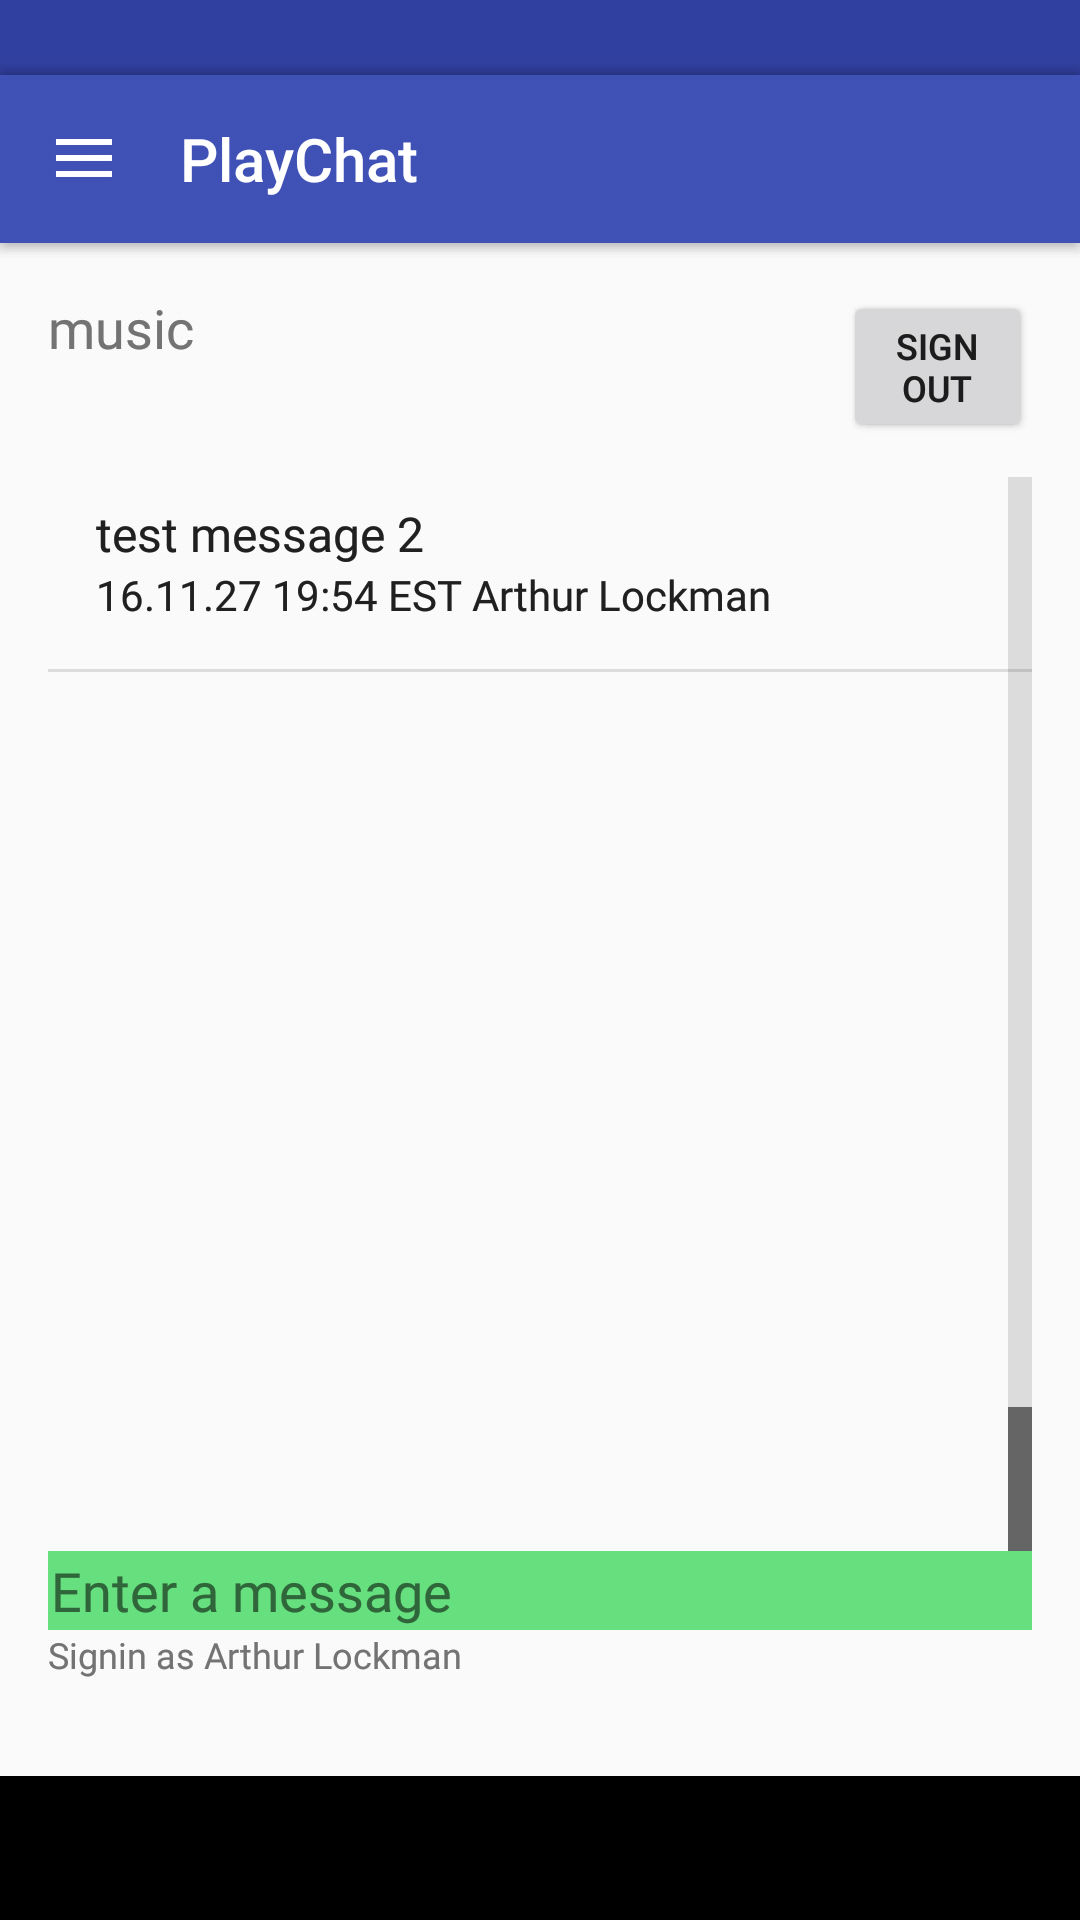 PlayChat
music
SIGN
OUT
test message 2
16.11.27 19:54 EST Arthur Lockman
Enter a message
Signin as Arthur Lockman